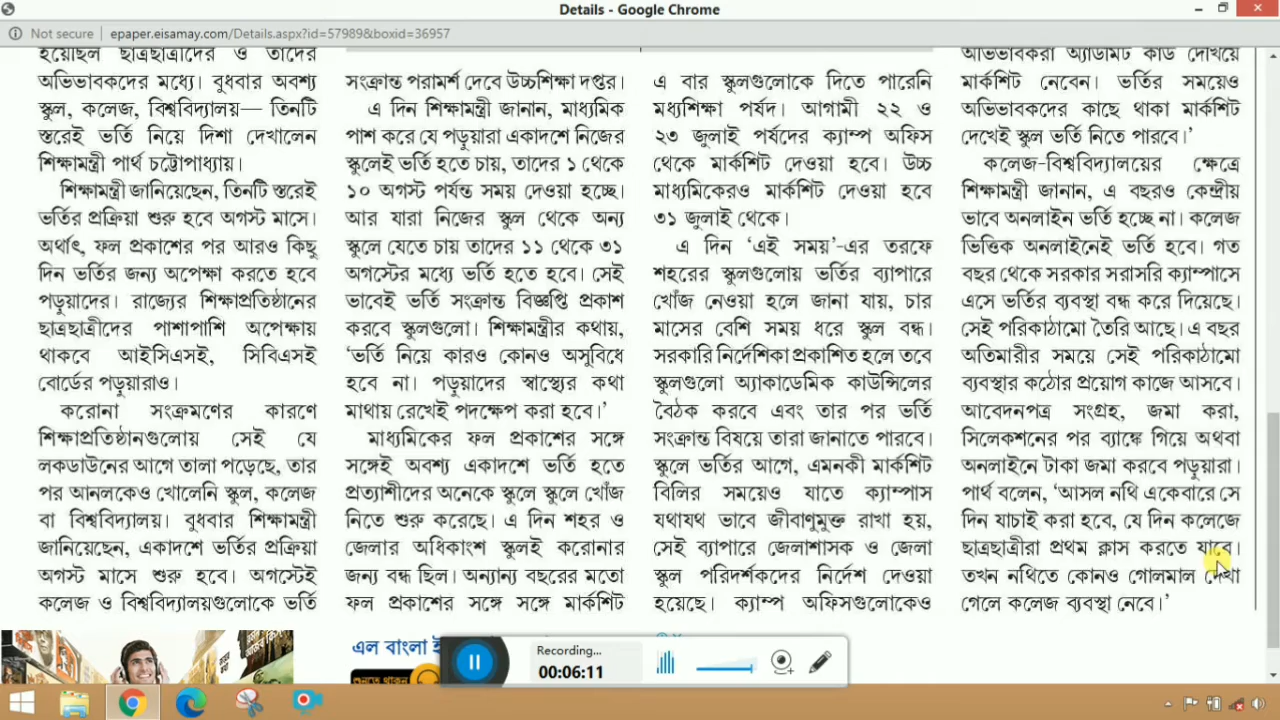 Details - Google Chrome
Not secure | epaper.eisamay.com/Details.aspx?id=57989&boxid=36957
হয়েছিল ছাত্রছাত্রীদের ও তাদের
অভিভাবকদের মধ্যে। বুধবার অবশ্য
স্কুল, কলেজ, বিশ্ববিদ্যালয়— তিনটি
স্তরেই ভর্তি নিয়ে দিশা দেখালেন
শিক্ষামন্ত্রী পার্থ চট্টোপাধ্যায়।
শিক্ষামন্ত্রী জানিয়েছেন, তিনটি স্তরেই
ভর্তির প্রক্রিয়া শুরু হবে অগস্ট মাসে।
অর্থাৎ, ফল প্রকাশের পর আরও কিছু
দিন ভর্তির জন্য অপেক্ষা করতে হবে
পড়ুয়াদের। রাজ্যের শিক্ষাপ্রতিষ্ঠানের
ছাত্রছাত্রীদের পাশাপাশি অপেক্ষায়
থাকবে আইসিএসই, সিবিএসই
বোর্ডের পড়ুয়ারাও।
করোনা সংক্রমণের কারণে
শিক্ষাপ্রতিষ্ঠানগুলোয় সেই যে
লকডাউনের আগে তালা পড়েছে, তার
পর আনলকেও খোলেনি স্কুল, কলেজ
বা বিশ্ববিদ্যালয়। বুধবার শিক্ষামন্ত্রী
জানিয়েছেন, একাদশে ভর্তির প্রক্রিয়া
অগস্ট মাসে শুরু হবে। অগস্টেই
কলেজ ও বিশ্ববিদ্যালয়গুলোকে ভর্তি
সংক্রান্ত পরামর্শ দেবে উচ্চশিক্ষা দপ্তর।
এ দিন শিক্ষামন্ত্রী জানান, মাধ্যমিক
পাশ করে যে পড়ুয়ারা একাদশে নিজের
স্কুলেই ভর্তি হতে চায়, তাদের ১ থেকে
১০ অগস্ট পর্যন্ত সময় দেওয়া হচ্ছে।
আর যারা নিজের স্কুল থেকে অন্য
স্কুলে যেতে চায় তাদের ১১ থেকে ৩১
অগস্টের মধ্যে ভর্তি হতে হবে। সেই
ভাবেই ভর্তি সংক্রান্ত বিজ্ঞপ্তি প্রকাশ
করবে স্কুলগুলো। শিক্ষামন্ত্রীর কথায়,
‘ভর্তি নিয়ে কারও কোনও অসুবিধে
হবে না। পড়ুয়াদের স্বাস্থ্যের কথা
মাথায় রেখেই পদক্ষেপ করা হবে।’
মাধ্যমিকের ফল প্রকাশের সঙ্গে
সঙ্গেই অবশ্য একাদশে ভর্তি হতে
প্রত্যাশীদের অনেকে স্কুলে স্কুলে খোঁজ
নিতে শুরু করেছে। এ দিন শহর ও
জেলার অধিকাংশ স্কুলই করোনার
জন্য বন্ধ ছিল। অন্যান্য বছরের মতো
ফল প্রকাশের সঙ্গে সঙ্গে মার্কশিট
এ বার স্কুলগুলোকে দিতে পারেনি
মধ্যশিক্ষা পর্ষদ। আগামী ২২ ও
২৩ জুলাই পর্ষদের ক্যাম্প অফিস
থেকে মার্কশিট দেওয়া হবে। উচ্চ
মাধ্যমিকেরও মার্কশিট দেওয়া হবে
৩১ জুলাই থেকে।
এ দিন ‘এই সময়’-এর তরফে
শহরের স্কুলগুলোয় ভর্তির ব্যাপারে
খোঁজ নেওয়া হলে জানা যায়, চার
মাসের বেশি সময় ধরে স্কুল বন্ধ।
সরকারি নির্দেশিকা প্রকাশিত হলে তবে
স্কুলগুলো অ্যাকাডেমিক কাউন্সিলের
বৈঠক করবে এবং তার পর ভর্তি
সংক্রান্ত বিষয়ে তারা জানাতে পারবে।
স্কুলে ভর্তির আগে, এমনকী মার্কশিট
বিলির সময়েও যাতে ক্যাম্পাস
যথাযথ ভাবে জীবাণুমুক্ত রাখা হয়,
সেই ব্যাপারে জেলাশাসক ও জেলা
স্কুল পরিদর্শকদের নির্দেশ দেওয়া
হয়েছে। ক্যাম্প অফিসগুলোকেও
অভিভাবকরা অ্যাডমিট কার্ড দেখিয়ে
মার্কশিট নেবেন। ভর্তির সময়েও
অভিভাবকদের কাছে থাকা মার্কশিট
দেখেই স্কুল ভর্তি নিতে পারবে।’
কলেজ-বিশ্ববিদ্যালয়ের ক্ষেত্রে
শিক্ষামন্ত্রী জানান, এ বছরও কেন্দ্রীয়
ভাবে অনলাইন ভর্তি হচ্ছে না। কলেজ
ভিত্তিক অনলাইনেই ভর্তি হবে। গত
বছর থেকে সরকার সরাসরি ক্যাম্পাসে
এসে ভর্তির ব্যবস্থা বন্ধ করে দিয়েছে।
সেই পরিকাঠামো তৈরি আছে। এ বছর
অতিমারীর সময়ে সেই পরিকাঠামো
ব্যবস্থার কঠোর প্রয়োগ কাজে আসবে।
আবেদনপত্র সংগ্রহ, জমা করা,
সিলেকশনের পর ব্যাঙ্কে গিয়ে অথবা
অনলাইনে টাকা জমা করবে পড়ুয়ারা।
পার্থ বলেন, ‘আসল নথি একেবারে সে
দিন যাচাই করা হবে, যে দিন কলেজে
ছাত্রছাত্রীরা প্রথম ক্লাস করতে যাবে।
তখন নথিতে কোনও গোলমাল দেখা
গেলে কলেজ ব্যবস্থা নেবে।’
এল বাংলা
Recording...
00:06:11